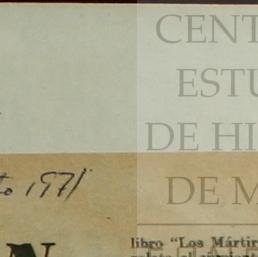 CENT
ESTU
DE HI
DE M
to 1971
N
libro "Los Mártir